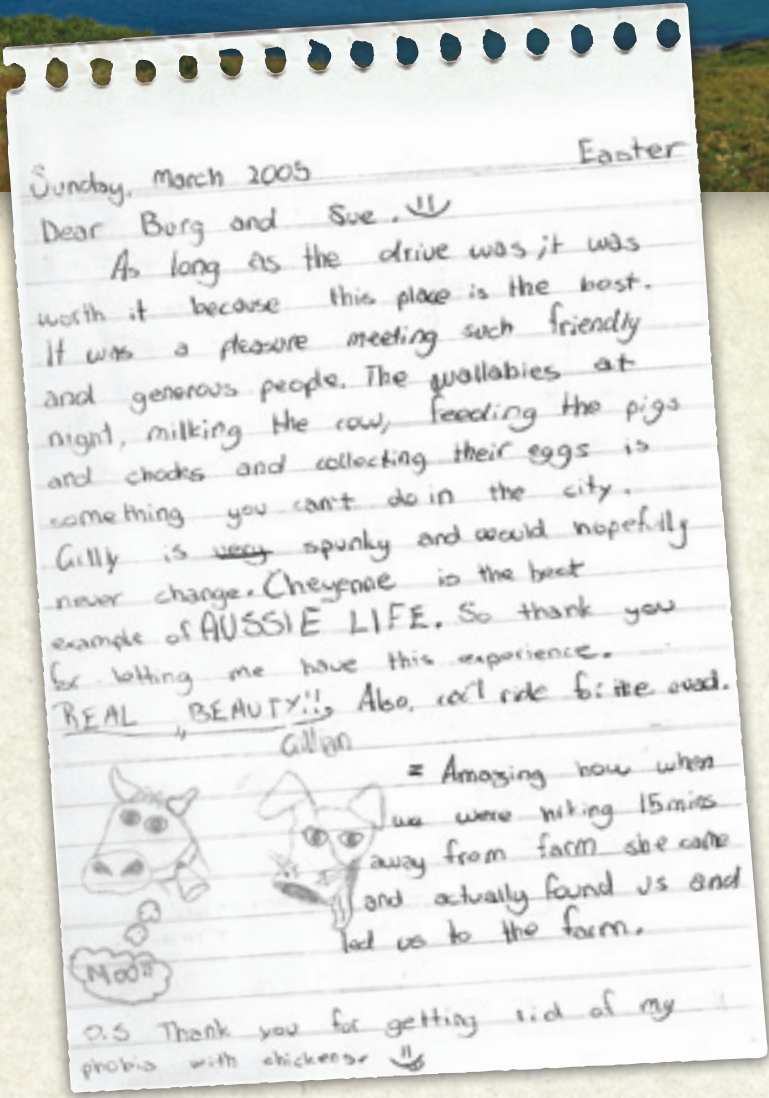 Sunday, March 2005 Easter
Dear Burg and Sue.
As long as the drive was, it was
worth it because this place is the best.
It was a pleasure meeting such friendly
and generous people. The wallabies at
night, milking the cow, feeding the pigs
and chooks and collecting their eggs is
something you can't do in the city.
Gilly is very spunky and would hopefully
never change. Cheyenne is the best
example of AUSSIE LIFE. So thank you
for letting me have this experience.
REAL BEAUTY!!, Also, ride quad.
Gillian
= Amazing how when
we were hiking 15mins
away from farm she came
and actually found us and
led us to the farm.
Moo!!
O.S Thank you for getting rid of my
phobia with chickens.